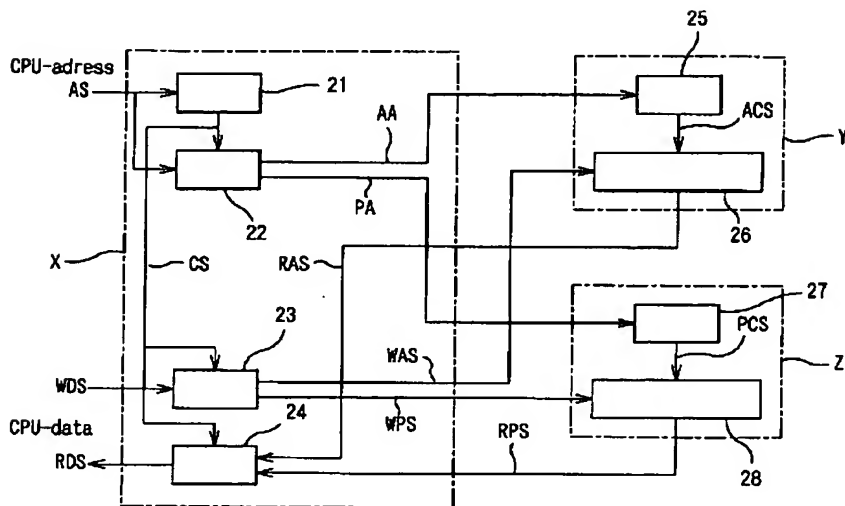 25
CPU-adress
AS
21
AA
ACS
Y
PA
22
26
X
CS
RAS
27
23
PCS
WAS
Z
WDS
WPS
CPU-data
24
RPS
28
RDS